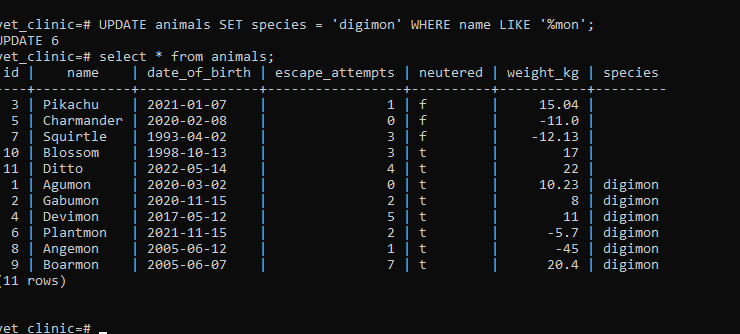 vet_clinic=# UPDATE animals SET species = 'digimon' WHERE name LIKE '%mon';
UPDATE 6
vet_clinic=# select * from animals;
id | name | date_of_birth | escape_attempts | neutered | weight_kg | species
----+------------+---------------+-----------------+----------+-----------+---------
3 | Pikachu | 2021-01-07 | 1 | f | 15.04 |
5 | Charmander | 2020-02-08 | 0 | f | -11.0 |
7 | Squirtle | 1993-04-02 | 3 | f | -12.13 |
10 | Blossom | 1998-10-13 | 3 | t | 17 |
11 | Ditto | 2022-05-14 | 4 | t | 22 |
1 | Agumon | 2020-03-02 | 0 | t | 10.23 | digimon
2 | Gabumon | 2020-11-15 | 2 | t | 8 | digimon
4 | Devimon | 2017-05-12 | 5 | t | 11 | digimon
6 | Plantmon | 2021-11-15 | 2 | t | -5.7 | digimon
8 | Angemon | 2005-06-12 | 1 | t | -45 | digimon
9 | Boarmon | 2005-06-07 | 7 | t | 20.4 | digimon
(11 rows)
vet_clinic=# _